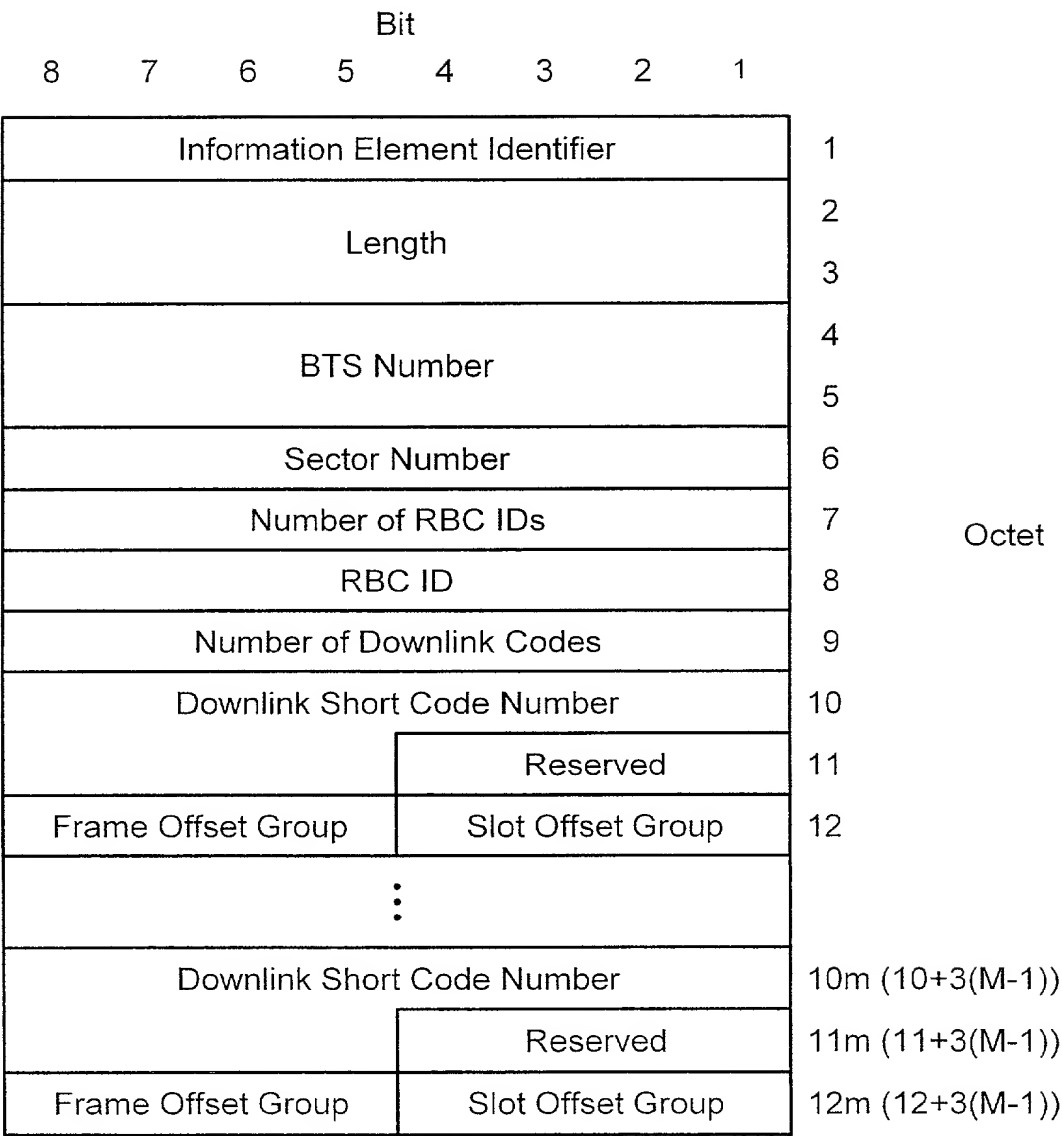 Bit
8 7 6 5 4 3 2 1
Information Element Identifier 1
2
Length
3
4
BTS Number
5
Sector Number 6
Number of RBC IDs 7
Octet
RBC ID 8
Number of Downlink Codes 9
Downlink Short Code Number 10
Reserved 11
Frame Offset Group Slot Offset Group 12
⋮
Downlink Short Code Number 10m (10+3(M-1))
Reserved 11m (11+3(M-1))
Frame Offset Group Slot Offset Group 12m (12+3(M-1))